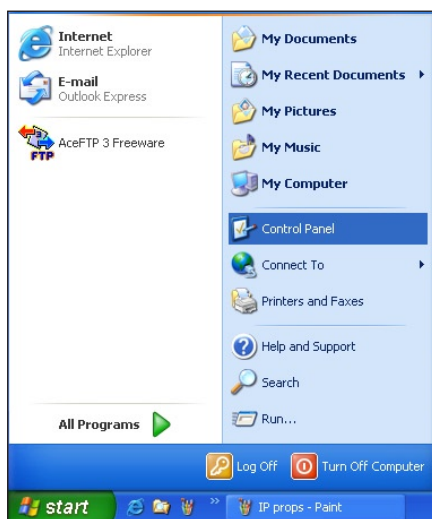 Internet
Internet Explorer
E-mail
Outlook Express
FTP
AceFTP 3 Freeware
All Programs
My Documents
My Recent Documents
My Pictures
My Music
My Computer
Control Panel
Connect To
Printers and Faxes
Help and Support
Search
Run...
Log Off
Turn Off Computer
start
»
IP props - Paint